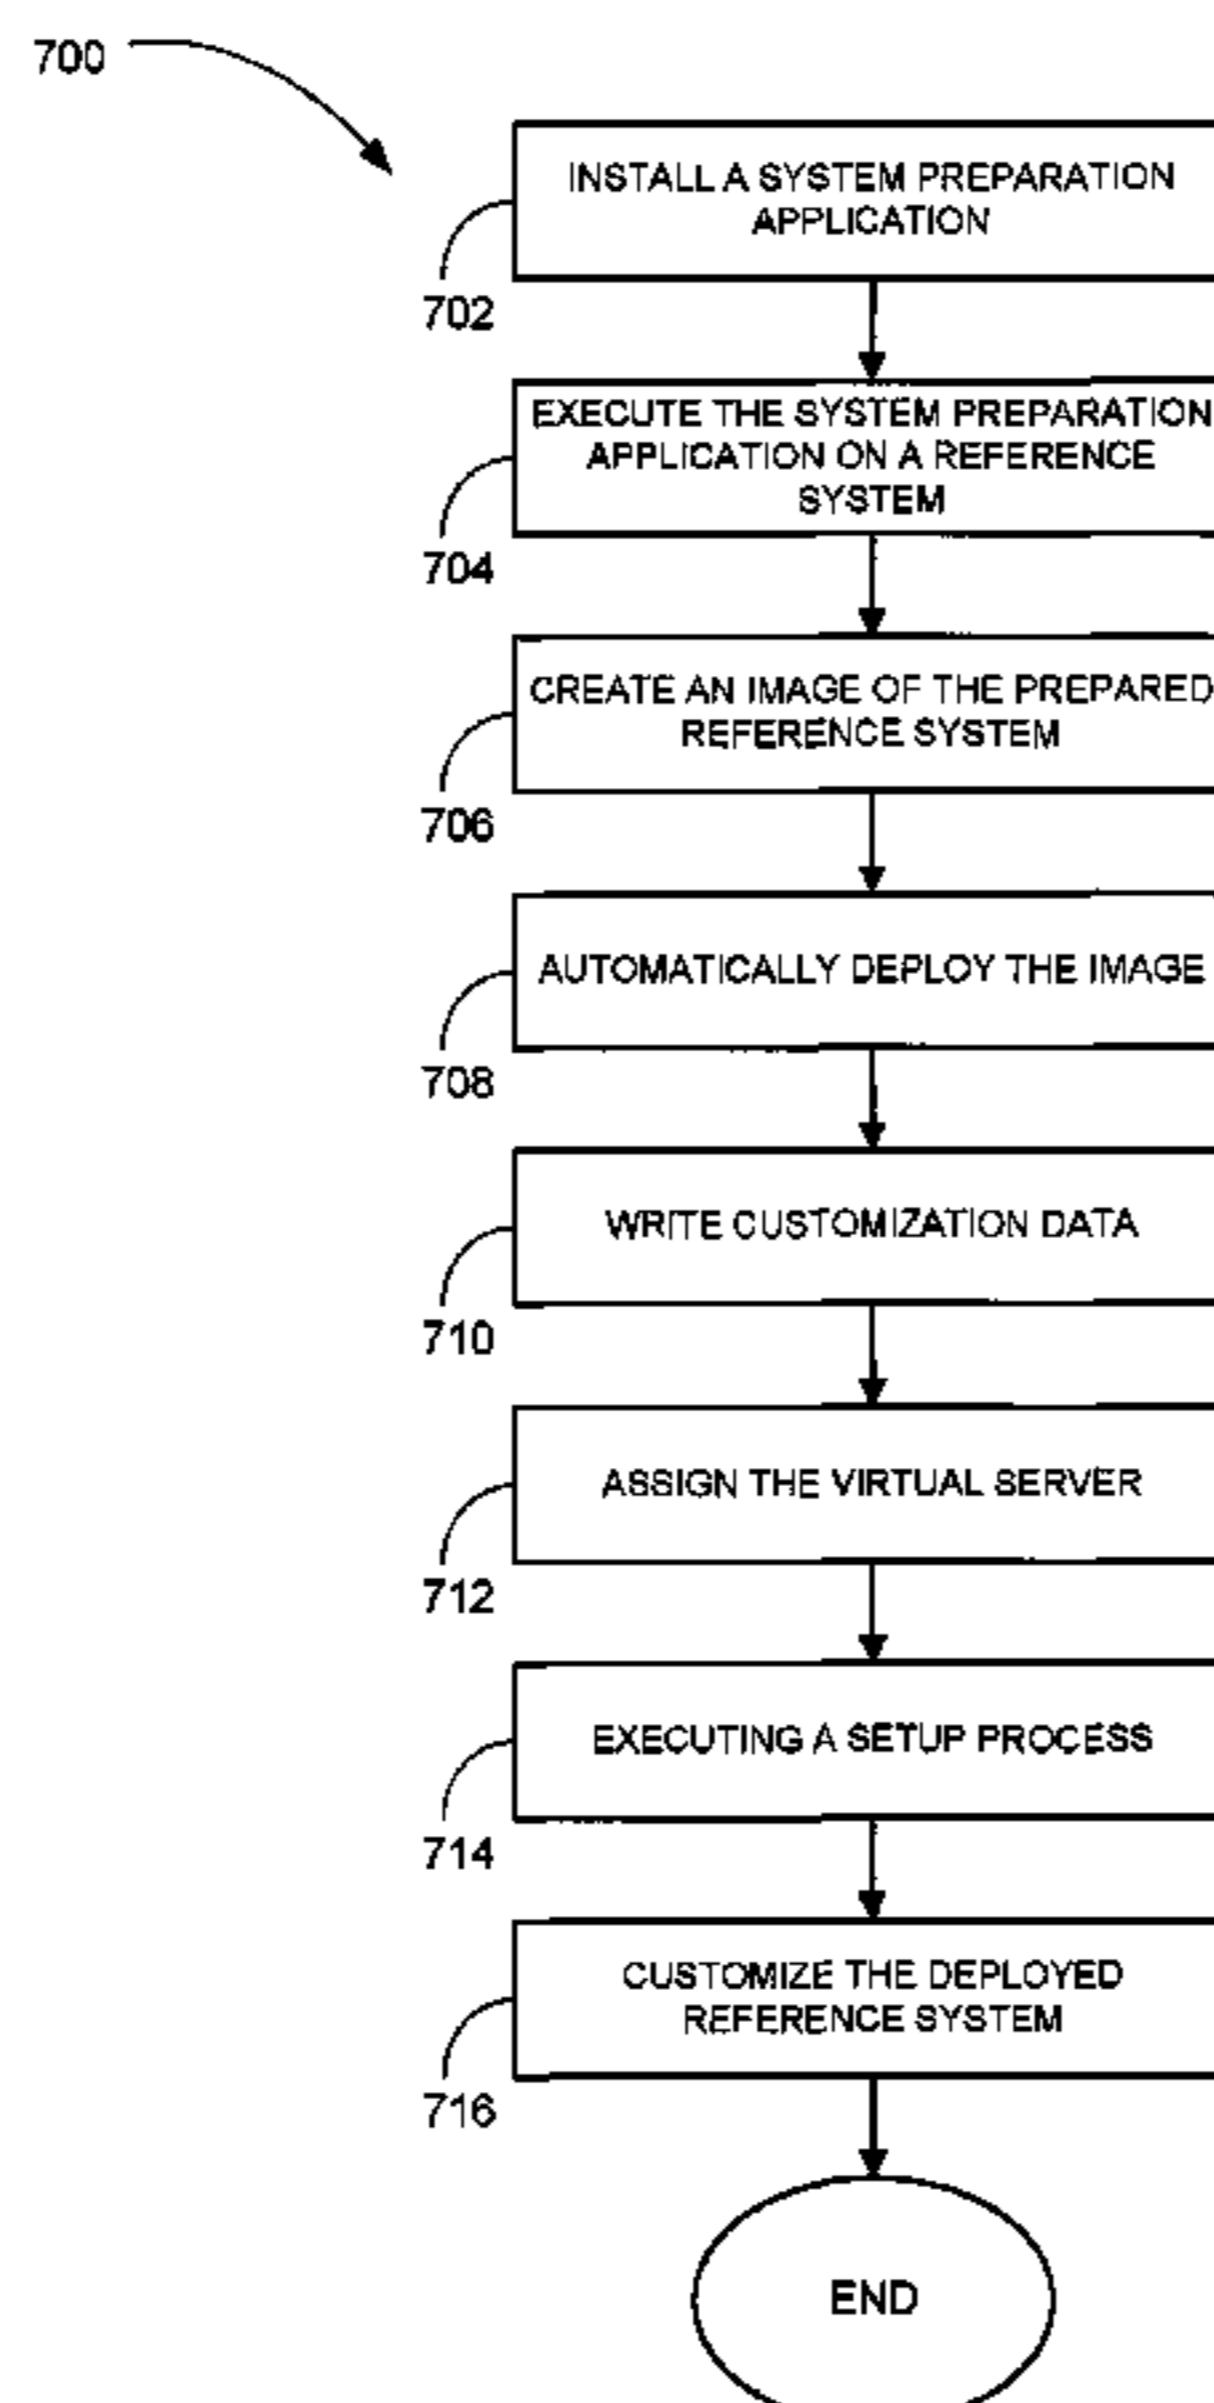 700
INSTALL A SYSTEM PREPARATION
APPLICATION
702
EXECUTE THE SYSTEM PREPARATION
APPLICATION ON A REFERENCE
SYSTEM
704
CREATE AN IMAGE OF THE PREPARED
REFERENCE SYSTEM
706
AUTOMATICALLY DEPLOY THE IMAGE
708
WRITE CUSTOMIZATION DATA
710
ASSIGN THE VIRTUAL SERVER
712
EXECUTING A SETUP PROCESS
714
CUSTOMIZE THE DEPLOYED
REFERENCE SYSTEM
716
END